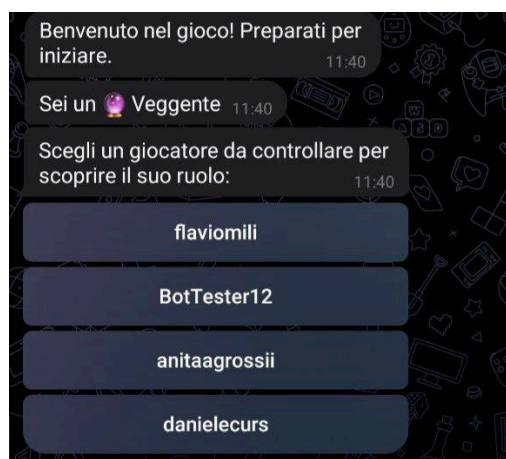 Benvenuto nel gioco! Preparati per
iniziare.
11:40
Sei un 🔮 Veggente 11:40
Scegli un giocatore da controllare per
scoprire il suo ruolo:
11:40
flaviomili
BotTester12
anitaagrossii
danielecurs